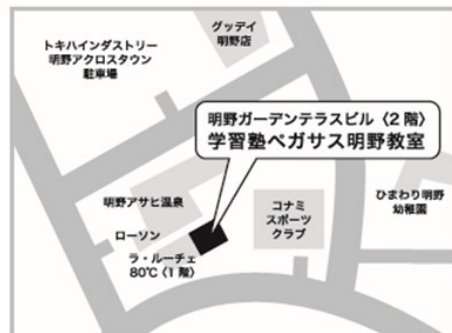 グッデイ
明野店
トキハインダストリー
明野アクロスタウン
駐車場
明野ガーデンテラスビル〈2階〉
学習塾ペガサス明野教室
明野アサヒ温泉
コナミ
スポーツ
クラブ
ひまわり明野
幼稚園
ローソン
ラ・ルーチェ
80℃〈1階〉